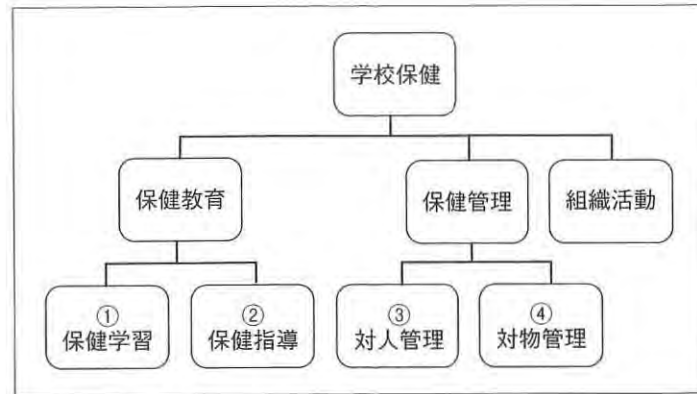 学校保健
保健教育
保健管理
組織活動
①
保健学習
②
保健指導
③
対人管理
④
対物管理